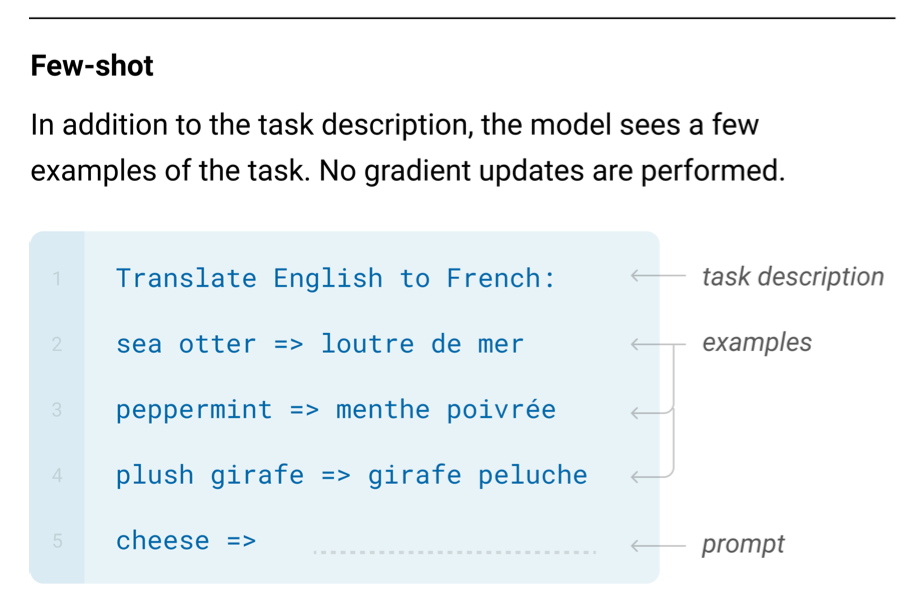 Few-shot
In addition to the task description, the model sees a few
examples of the task. No gradient updates are performed.
1 Translate English to French: task description
2 sea otter => loutre de mer examples
3 peppermint => menthe poivrée
4 plush girafe => girafe peluche
5 cheese => prompt